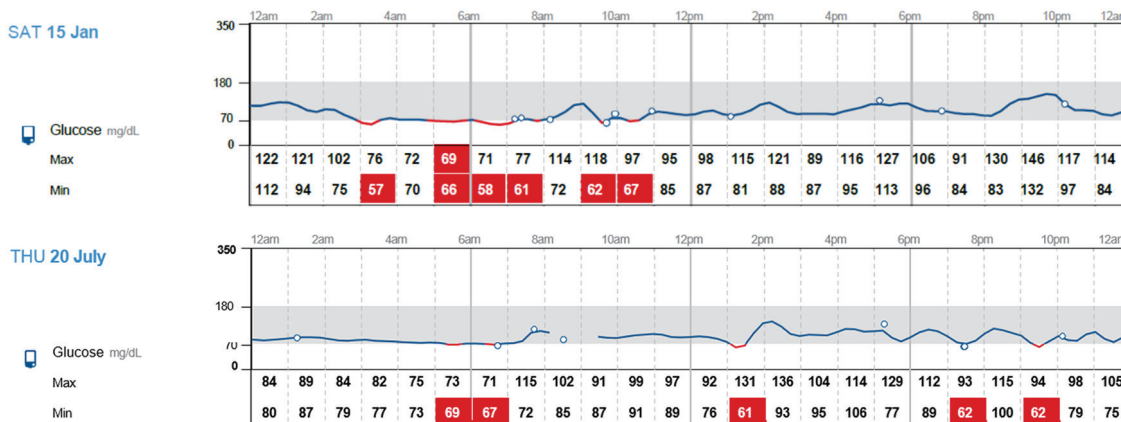 12am 2am 4am 6am 8am 10am 12pm 2pm 4pm 6pm 10pm 12am
350
SAT 15 Jan
180
70
Glucose mg/dL
0
Max 122 121 102 76 72 69 71 77 114 118 97 95 98 115 121 89 116 127 106 91 130 146 117 114
Min 112 94 75 57 70 66 58 61 72 62 67 85 87 81 88 87 95 113 96 84 83 132 97 84
12am 2am 4am 6am 8am 10am 12pm 2pm 4pm 6pm 8pm 10pm 12am
350
THU 20 July
180
70
Glucose mg/dL
0
Max 84 89 84 82 75 73 71 115 102 91 99 97 92 131 136 104 114 129 112 93 115 94 98 105
Min 80 87 79 77 73 69 67 72 85 87 91 89 76 61 93 95 106 77 89 62 100 62 79 75